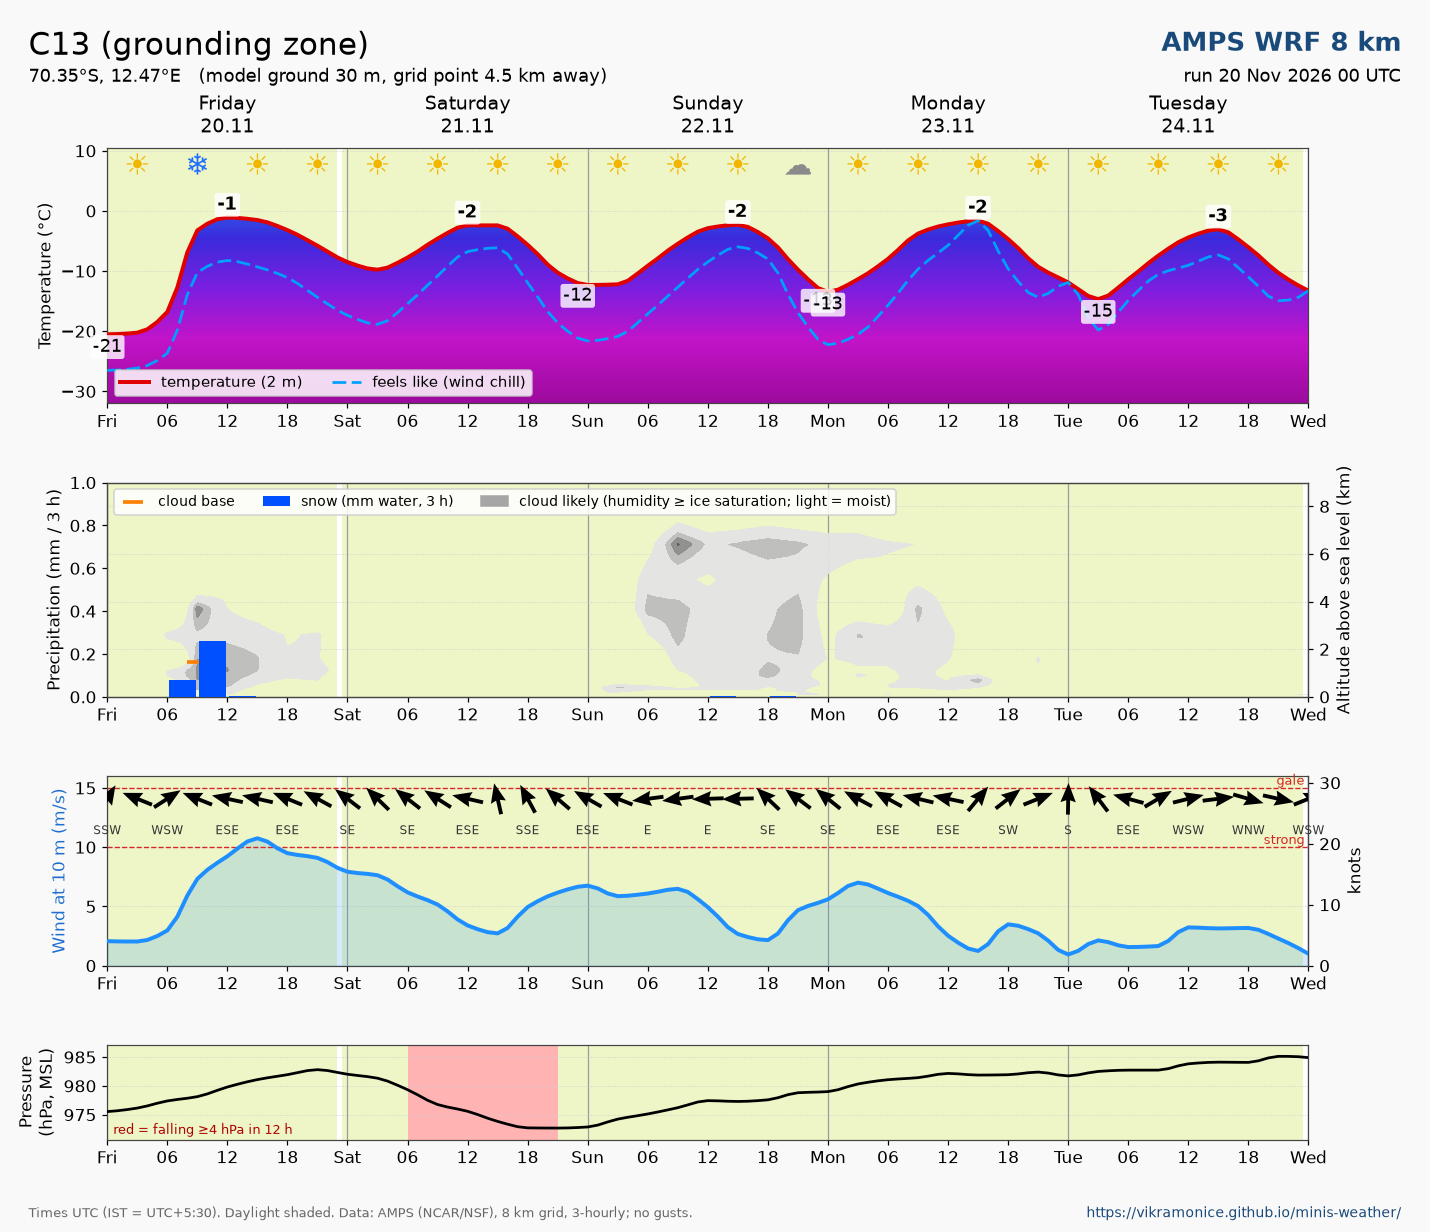 C13 (grounding zone)
AMPS WRF 8 km
70.35°S, 12.47°E (model ground 30 m, grid point 4.5 km away)
run 20 Nov 2026 00 UTC
Friday Saturday Sunday Monday Tuesday
20.11 21.11 22.11 23.11 24.11
Temperature (°C)
10
0
−10
−20
−30
-1 -2 -2 -2 -3
-21 -12 -13 -15
temperature (2 m) feels like (wind chill)
Fri 06 12 18 Sat 06 12 18 Sun 06 12 18 Mon 06 12 18 Tue 06 12 18 Wed
Precipitation (mm / 3 h)
1.0
0.8
0.6
0.4
0.2
0.0
cloud base snow (mm water, 3 h) cloud likely (humidity ≥ ice saturation; light = moist)
8
6
4
2
0
Altitude above sea level (km)
Fri 06 12 18 Sat 06 12 18 Sun 06 12 18 Mon 06 12 18 Tue 06 12 18 Wed
Wind at 10 m (m/s)
15
10
5
0
gale
SSW WSW ESE ESE SE SE ESE SSE ESE E E SE SE ESE ESE SW S ESE WSW WNW WSW
strong
30
20
10
0
knots
Fri 06 12 18 Sat 06 12 18 Sun 06 12 18 Mon 06 12 18 Tue 06 12 18 Wed
Pressure
(hPa, MSL)
985
980
975
red = falling ≥4 hPa in 12 h
Fri 06 12 18 Sat 06 12 18 Sun 06 12 18 Mon 06 12 18 Tue 06 12 18 Wed
Times UTC (IST = UTC+5:30). Daylight shaded. Data: AMPS (NCAR/NSF), 8 km grid, 3-hourly; no gusts.
https://vikramonice.github.io/minis-weather/